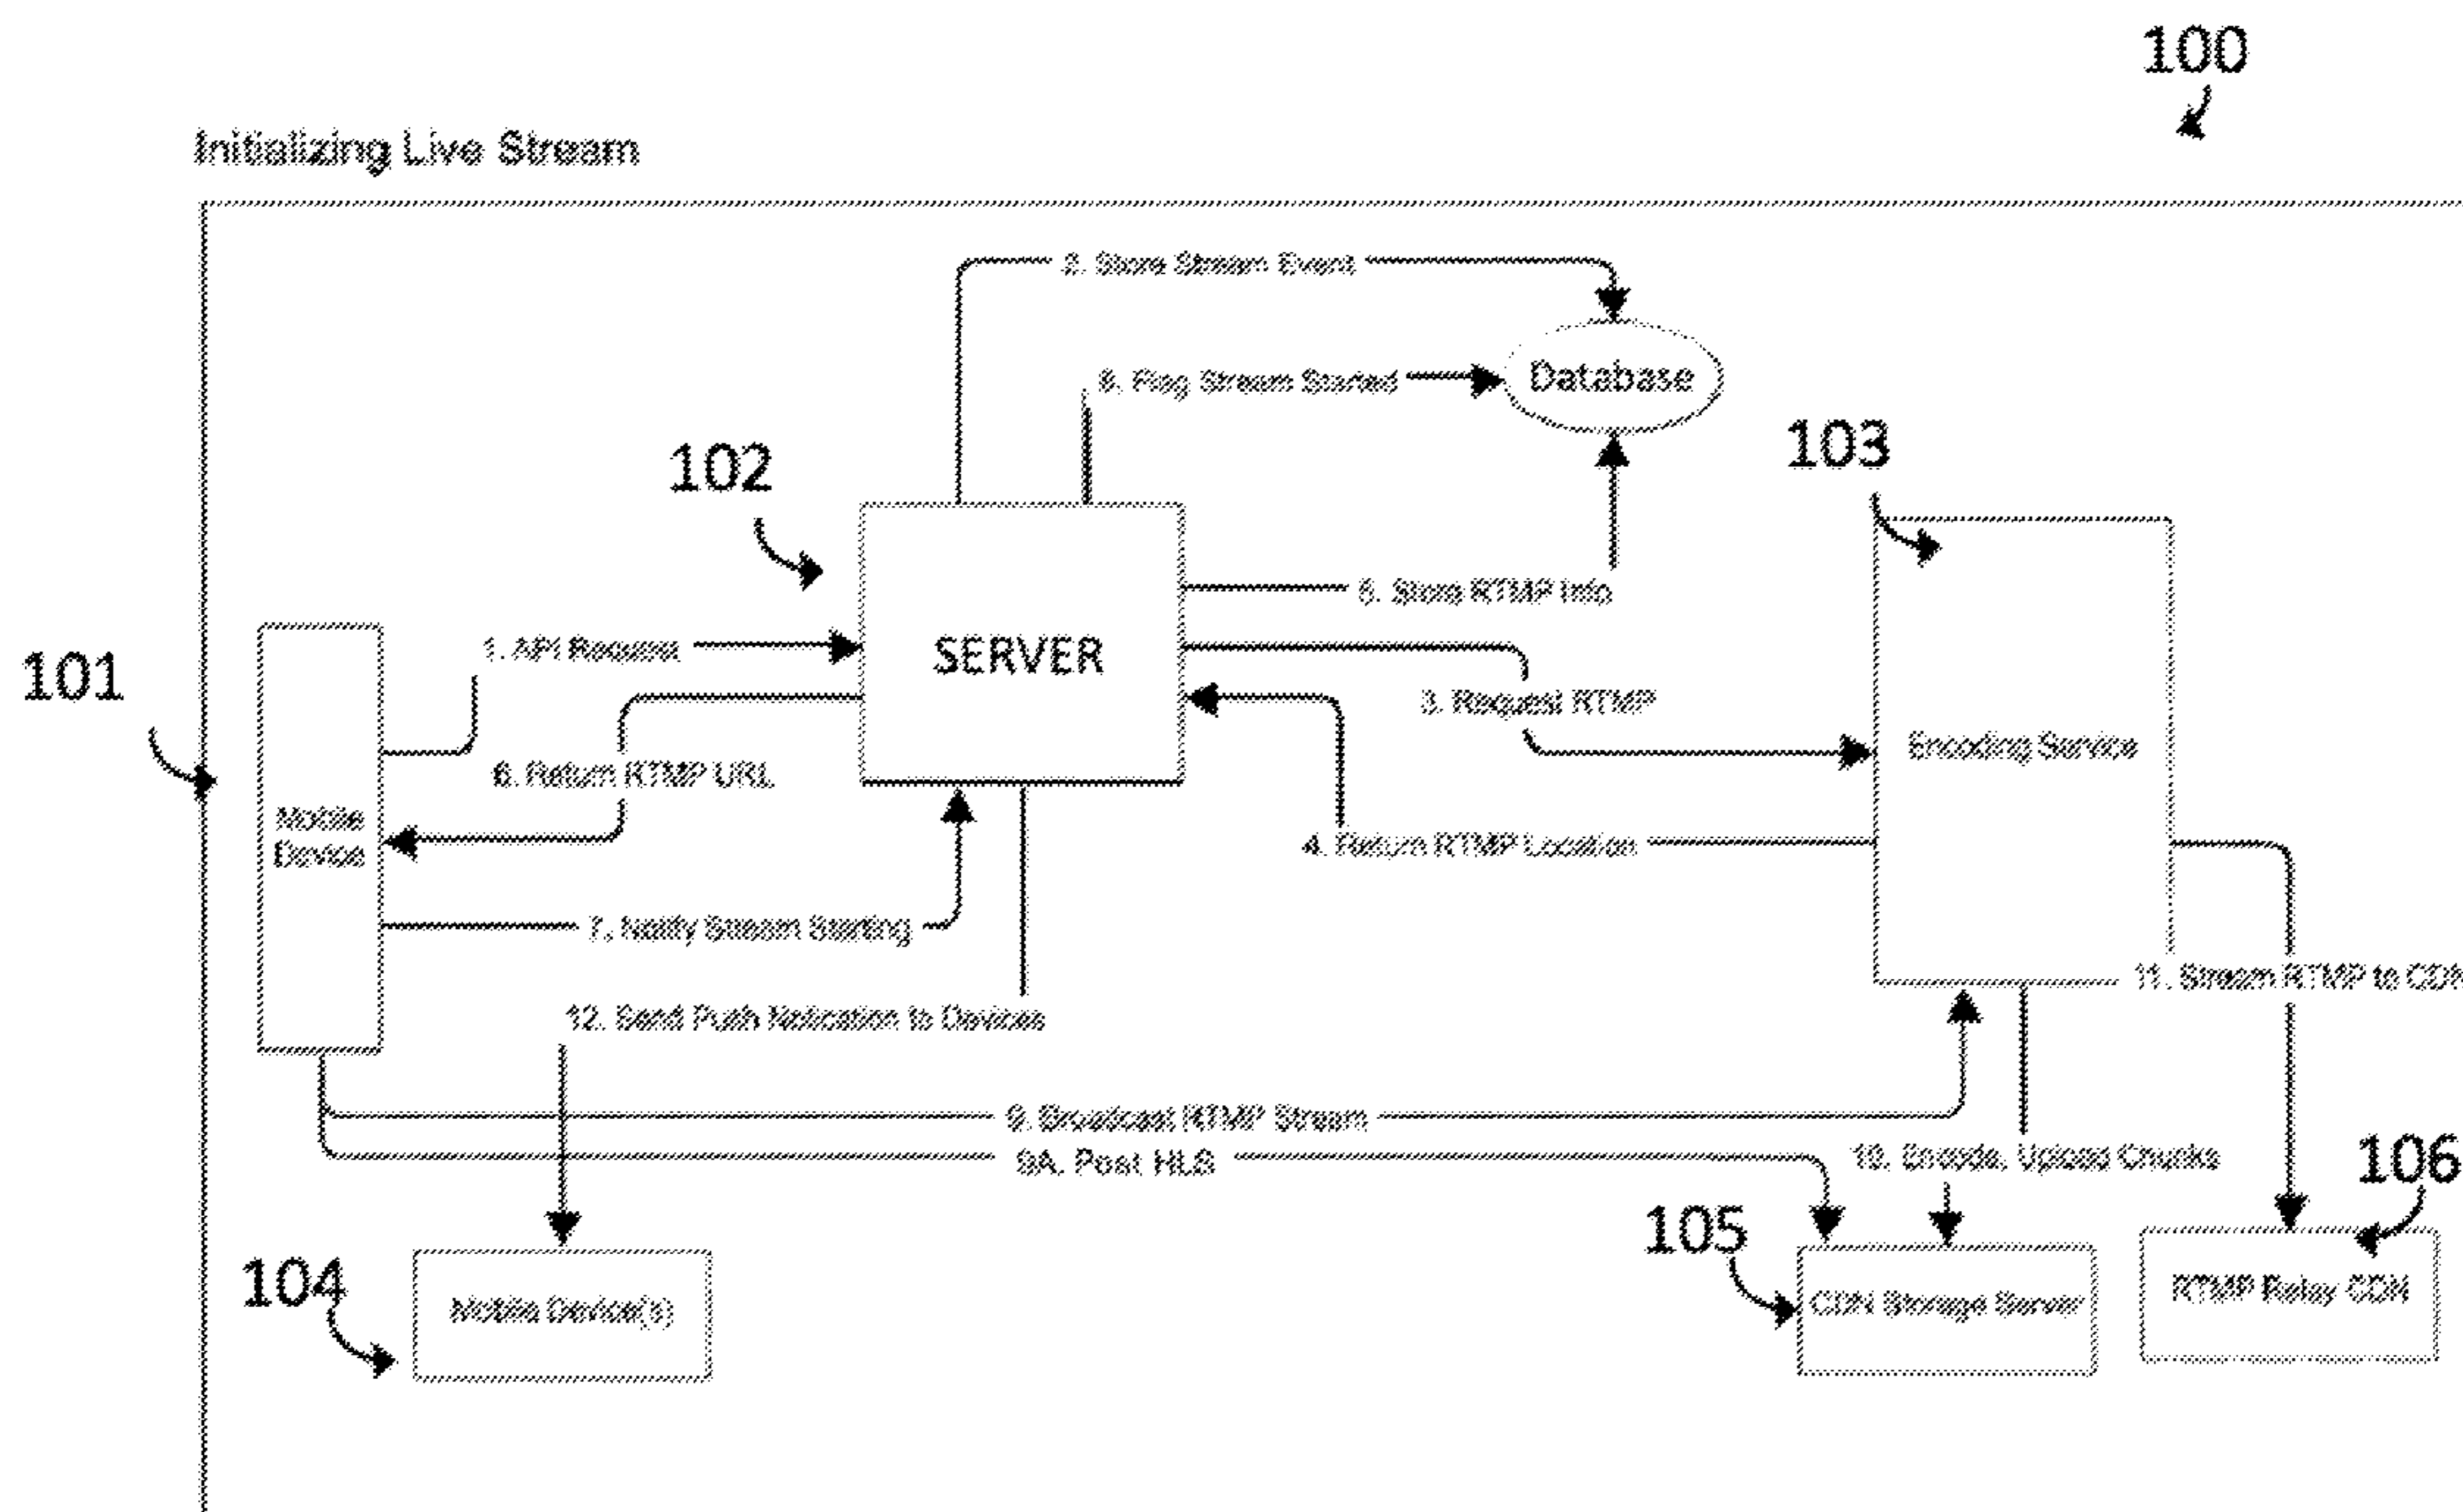 100
Initializing Live Stream
2. Store Stream Event
8. Flag Stream Started
Database
102
103
5. Store RTMP Info
1. API Request
SERVER
101
3. Request RTMP
Encoding Service
6. Return RTMP URL
Mobile
Device
4. Return RTMP Location
7. Notify Stream Starting
11. Stream RTMP to CDN
12. Send Push Notication to Devices
9. Broadcast RTMP Stream
9A. Post HLS
10. Encode, Upload Chunks
106
105
104
Mobile Device(s)
CDN Storage Server
RTMP Relay CDN